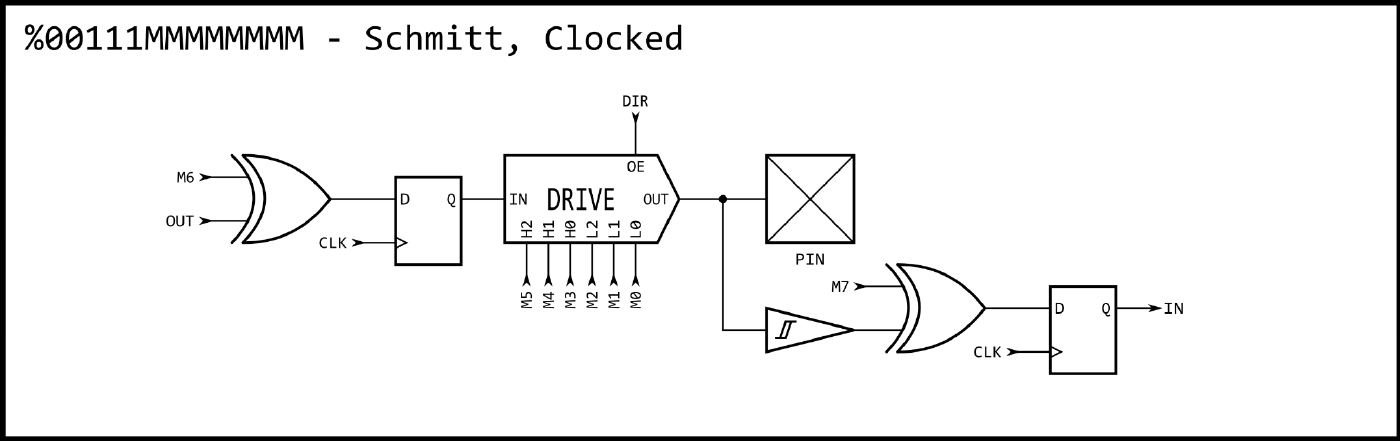 %00111MMMMMMMM - Schmitt, Clocked
DIR
OE
M6
OUT
D
Q
CLK
IN
DRIVE
OUT
H2
H1
H0
L2
L1
L0
M5
M4
M3
M2
M1
M0
PIN
M7
D
Q
CLK
IN